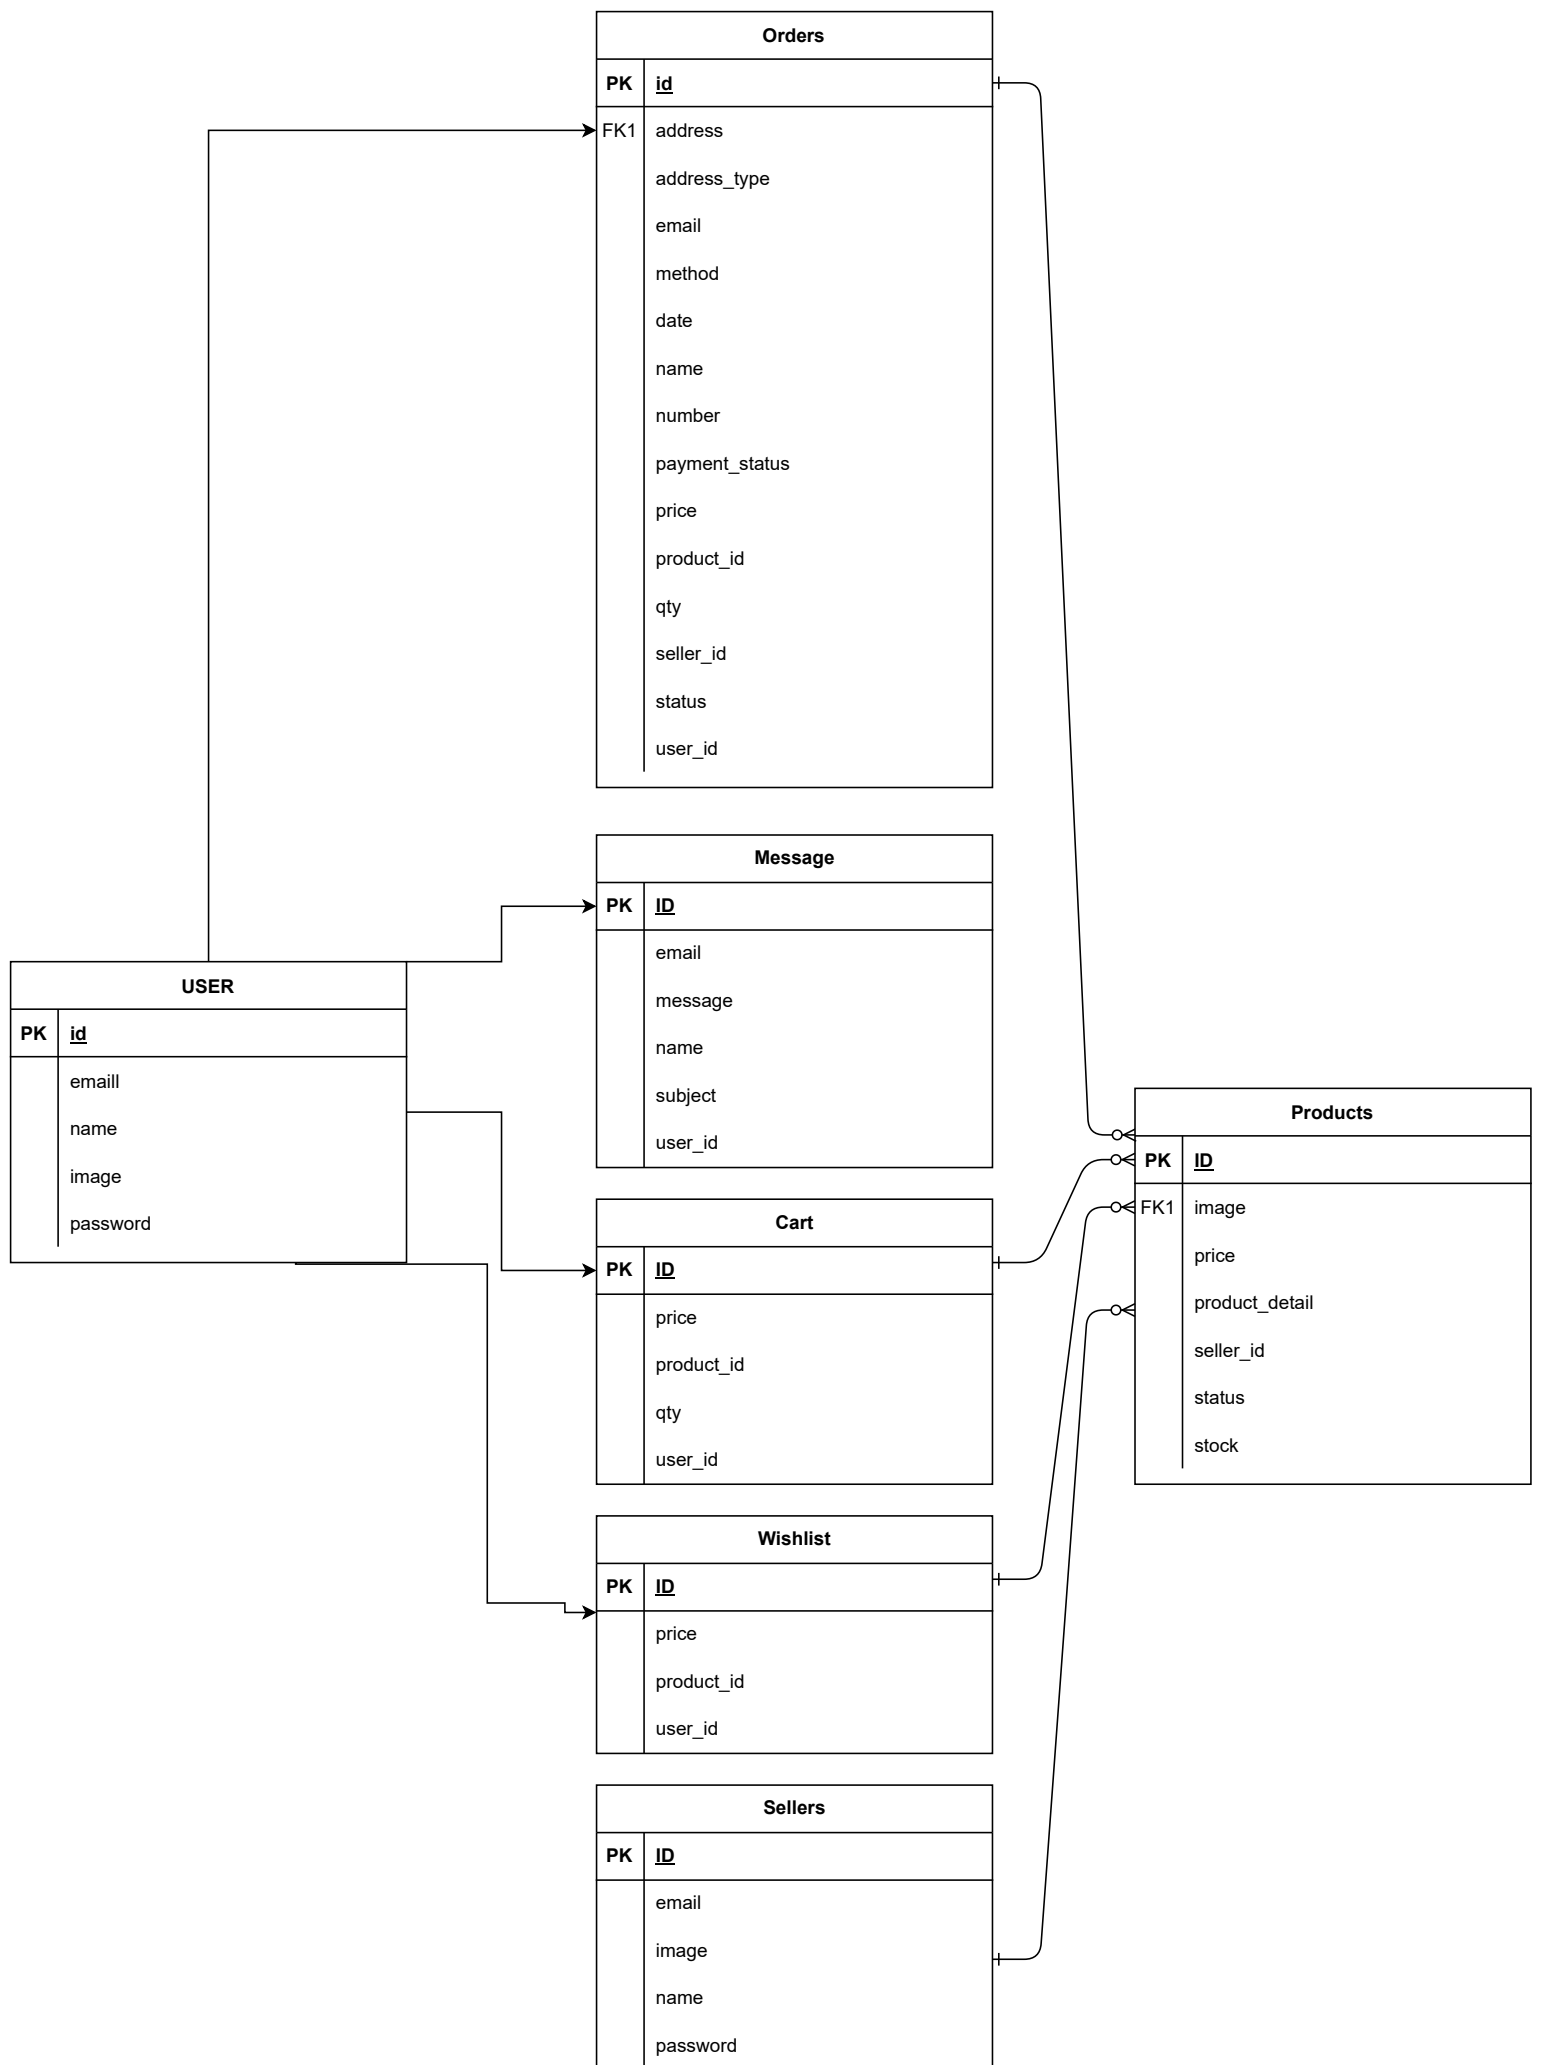 Orders
PK id
FK1 address
address_type
email
method
date
name
number
payment_status
price
product_id
qty
seller_id
status
user_id
Message
PK ID
email
message
name
subject
user_id
USER
PK id
emaill
name
image
password
Cart
PK ID
price
product_id
qty
user_id
Products
PK ID
FK1 image
price
product_detail
seller_id
status
stock
Wishlist
PK ID
price
product_id
user_id
Sellers
PK ID
email
image
name
password